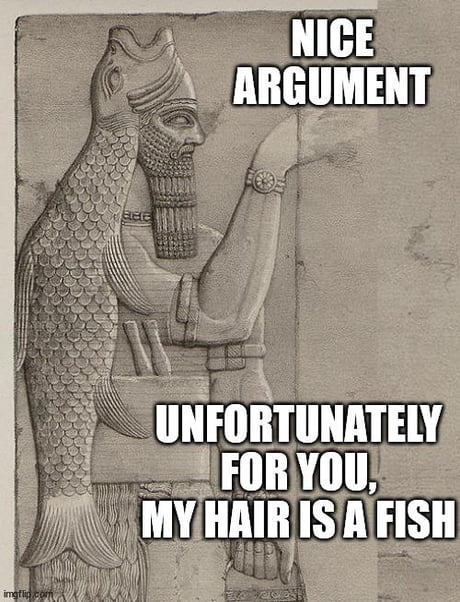 NICE
ARGUMENT
UNFORTUNATELY
FOR YOU,
MY HAIR IS A FISH
imgflip.com